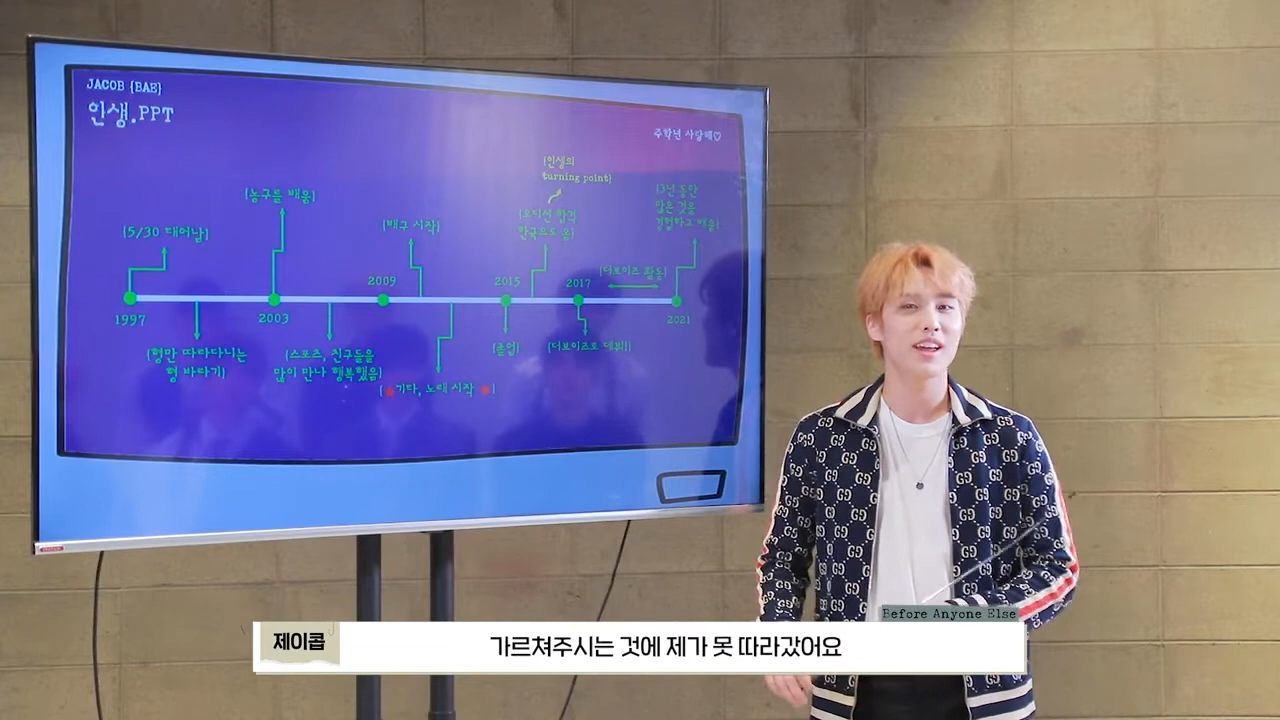 JACOB {BAE}
인생.PPT
주학년 사랑해♡
[인생의
turning point]
[농구를 배움]
[3년 동안
많은 것을
경험하고 배움]
[5/30 태어남]
[배구 시작]
[오디션 합격
한국으로 옴]
[더보이즈 활동]
2009
2015
2017
1997
2003
2021
[형만 따라다니는
형 바라기]
[스포츠, 친구들을
많이 만나 행복했음]
[기타, 노래 시작]
[졸업]
[더보이즈로 데뷔!]
Before Anyone Else
제이콥
가르쳐주시는 것에 제가 못 따라갔어요